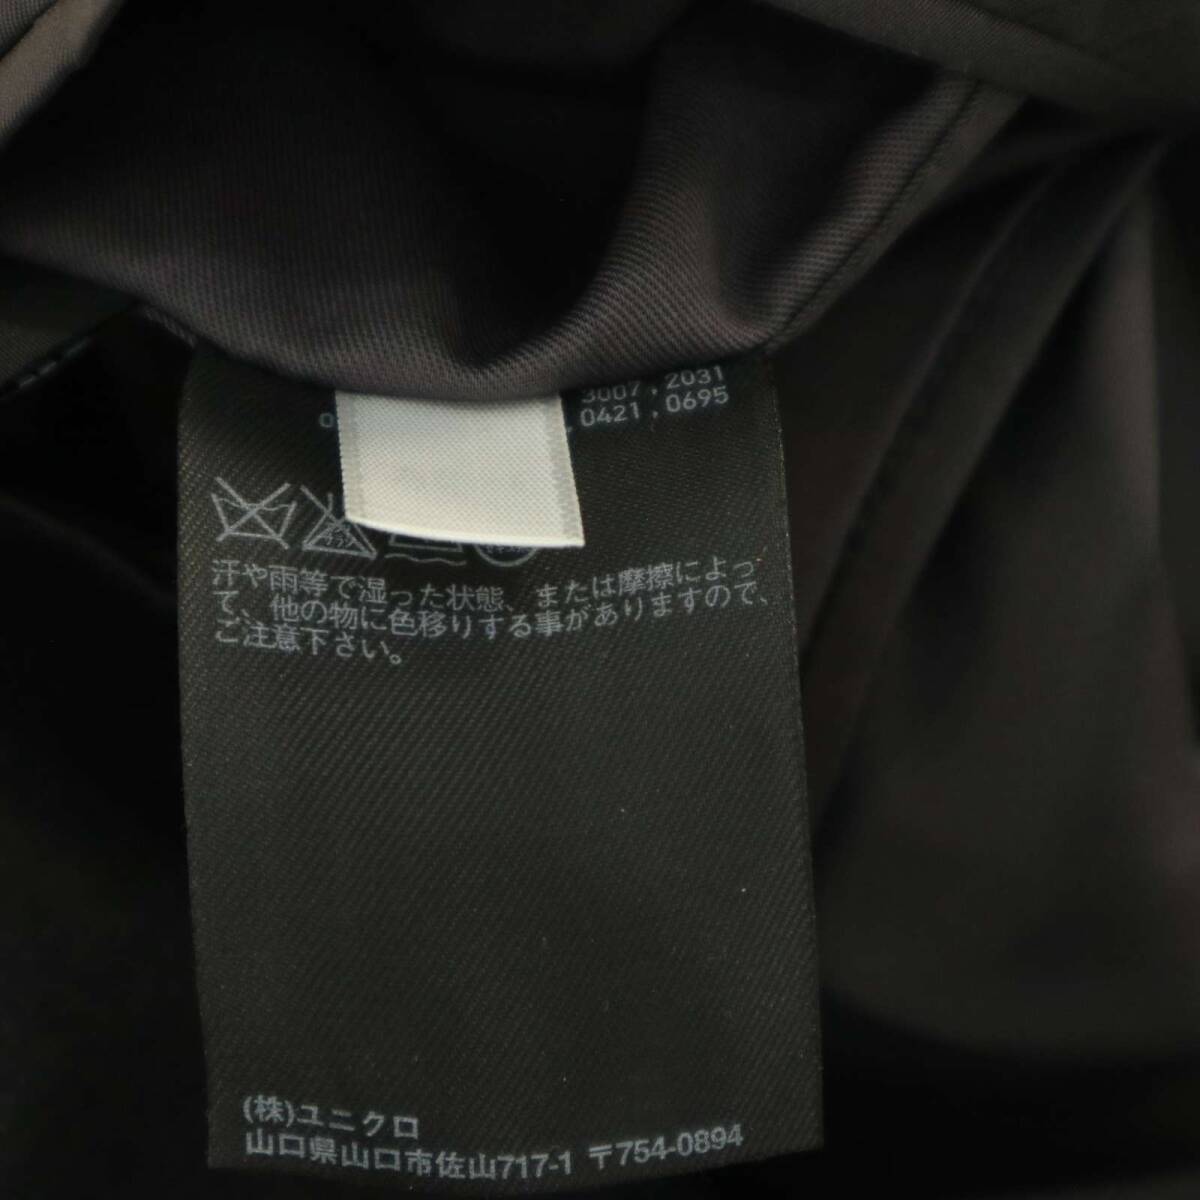 3007 , 2031
0421 , 0695
汗や雨等で湿った状態、または摩擦によっ
て、他の物に色移りする事がありますので、
ご注意下さい。
(株)ユニクロ
山口県山口市佐山717-1 〒754-0894